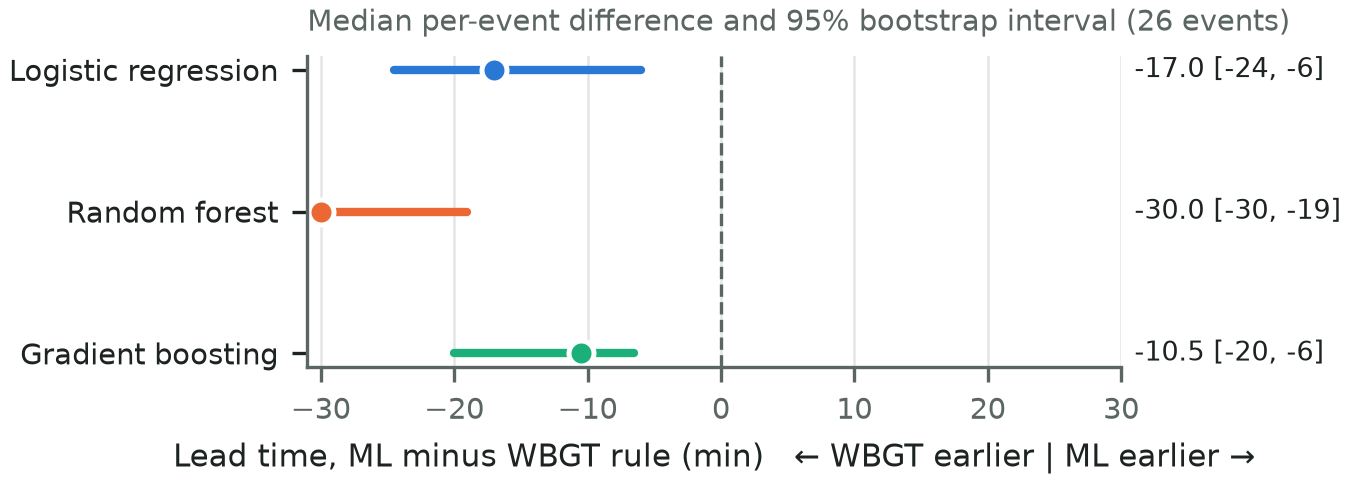 Median per-event difference and 95% bootstrap interval (26 events)
Logistic regression
-17.0 [-24, -6]
Random forest
-30.0 [-30, -19]
Gradient boosting
-10.5 [-20, -6]
−30 −20 −10 0 10 20 30
Lead time, ML minus WBGT rule (min) ← WBGT earlier | ML earlier →